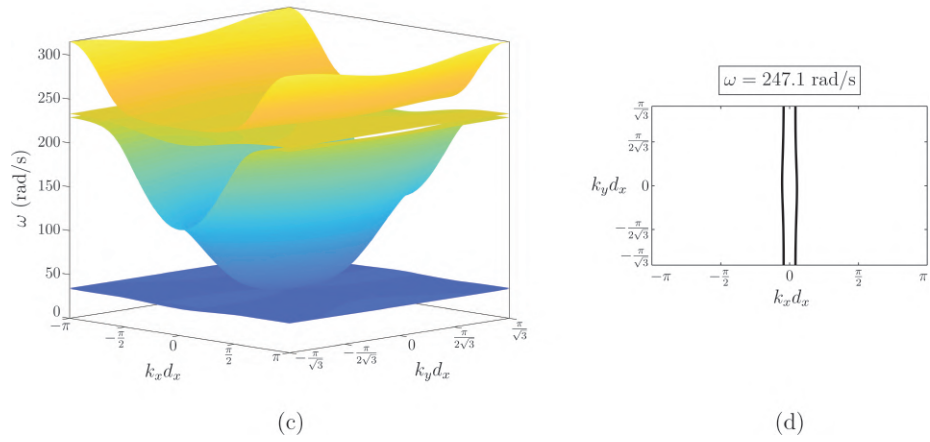 300
250
200
150
100
50
0
ω (rad/s)
−π
−π/2
0
π/2
π
k_x d_x
−π/√3
−π/2√3
0
π/2√3
π/√3
k_y d_x
(c)
ω = 247.1 rad/s
π/√3
π/2√3
0
−π/2√3
−π/√3
k_y d_x
−π
−π/2
0
π/2
π
k_x d_x
(d)